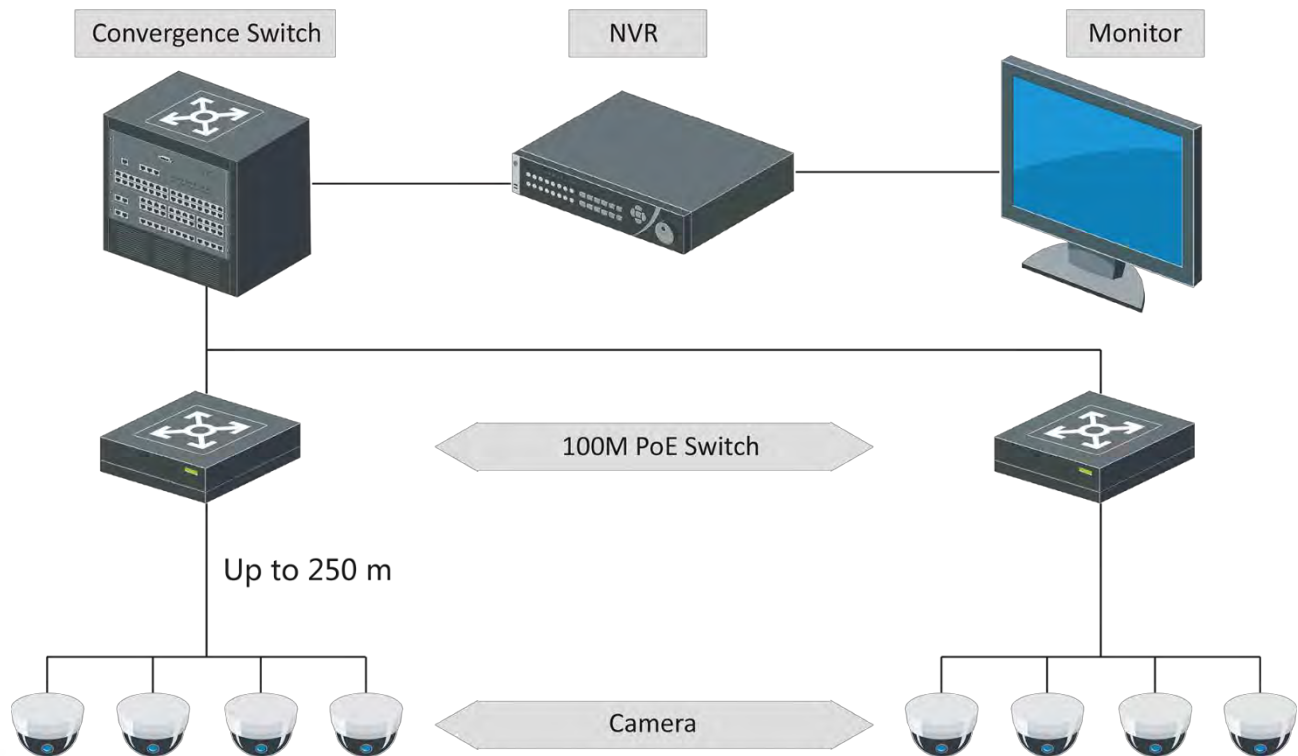 Convergence Switch
NVR
Monitor
100M PoE Switch
Up to 250 m
Camera